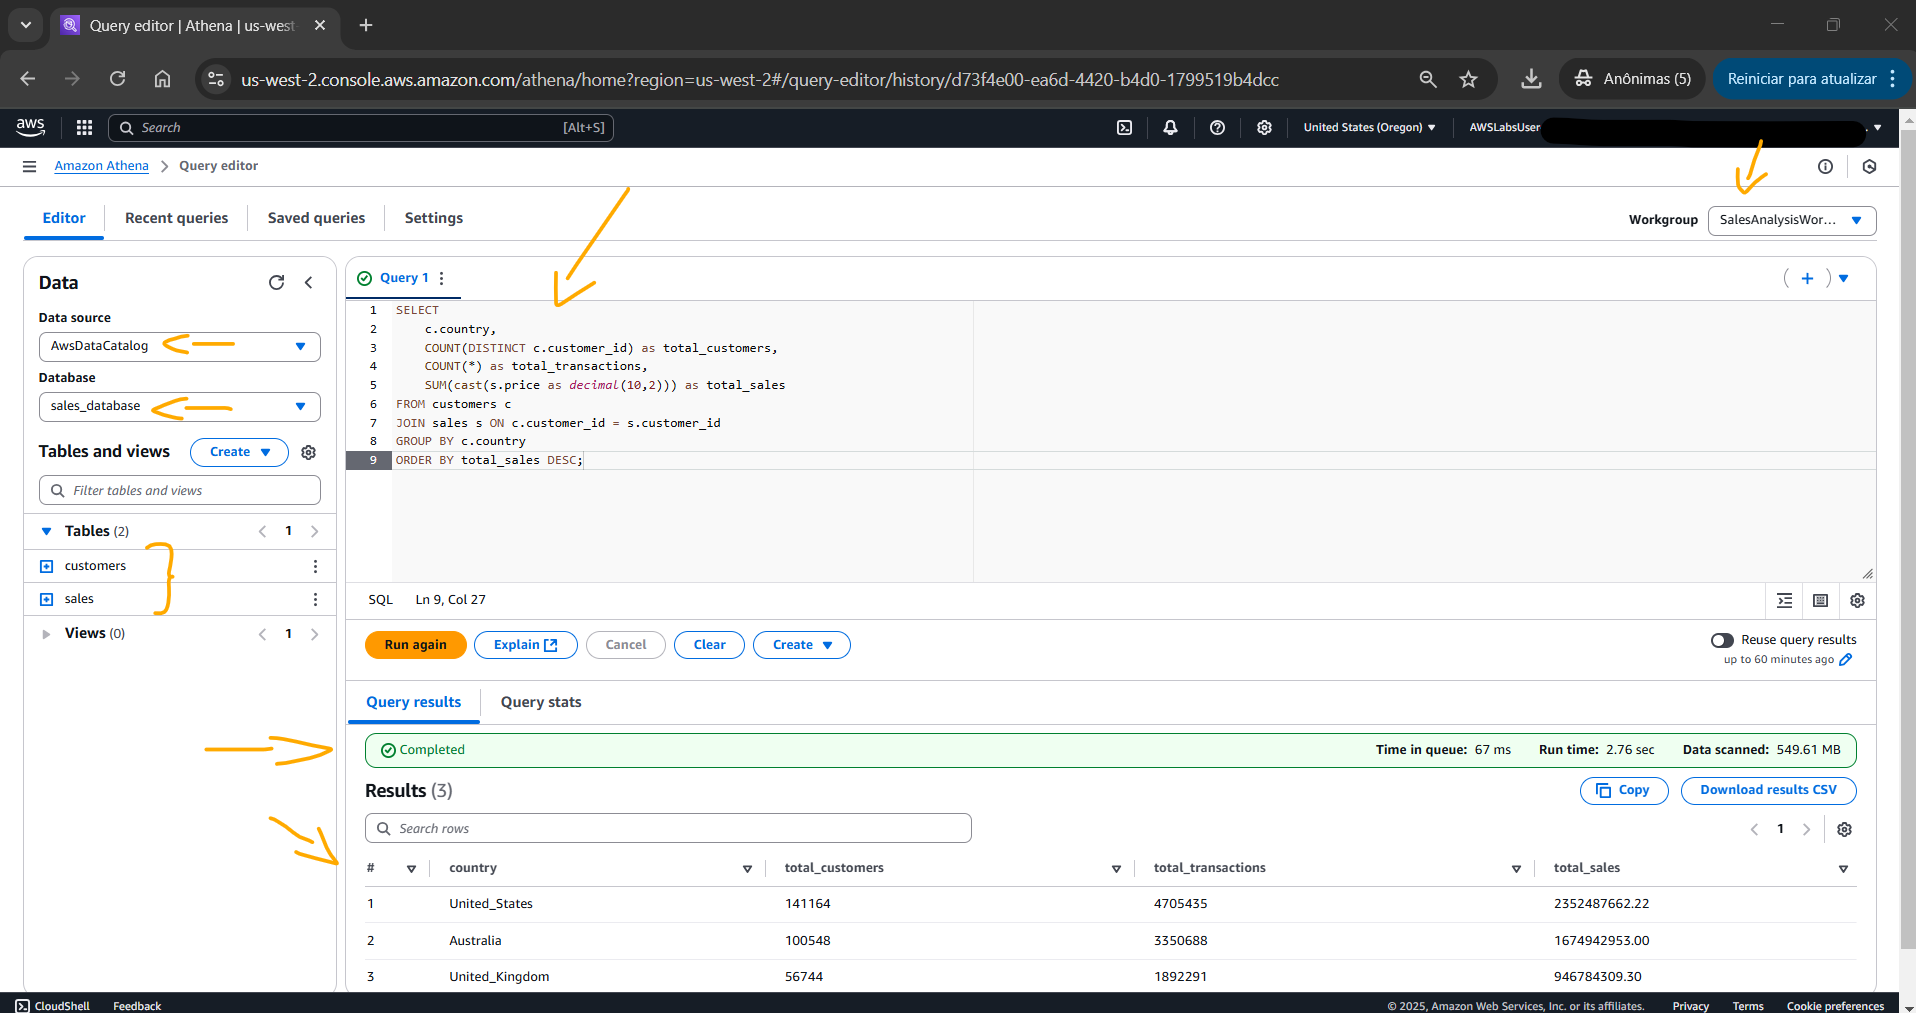 Query editor | Athena | us-west-
us-west-2.console.aws.amazon.com/athena/home?region=us-west-2#/query-editor/history/d73f4e00-ea6d-4420-b4d0-1799519b4dcc
Anônimas (5)
Reiniciar para atualizar
aws
Search
[Alt+S]
United States (Oregon)
AWSLabsUser
Amazon Athena
Query editor
Editor
Recent queries
Saved queries
Settings
Workgroup
SalesAnalysisWor...
Data
Data source
AwsDataCatalog
Database
sales_database
Tables and views
Create
Filter tables and views
Tables (2)
1
customers
sales
Views (0)
1
Query 1
1 SELECT
2 c.country,
3 COUNT(DISTINCT c.customer_id) as total_customers,
4 COUNT(*) as total_transactions,
5 SUM(cast(s.price as decimal(10,2))) as total_sales
6 FROM customers c
7 JOIN sales s ON c.customer_id = s.customer_id
8 GROUP BY c.country
9 ORDER BY total_sales DESC;
SQL Ln 9, Col 27
Run again
Explain
Cancel
Clear
Create
Reuse query results
up to 60 minutes ago
Query results
Query stats
Completed
Time in queue: 67 ms Run time: 2.76 sec Data scanned: 549.61 MB
Results (3)
Copy
Download results CSV
Search rows
1
# country total_customers total_transactions total_sales
1 United_States 141164 4705435 2352487662.22
2 Australia 100548 3350688 1674942953.00
3 United_Kingdom 56744 1892291 946784309.30
CloudShell
Feedback
© 2025, Amazon Web Services, Inc. or its affiliates.
Privacy
Terms
Cookie preferences